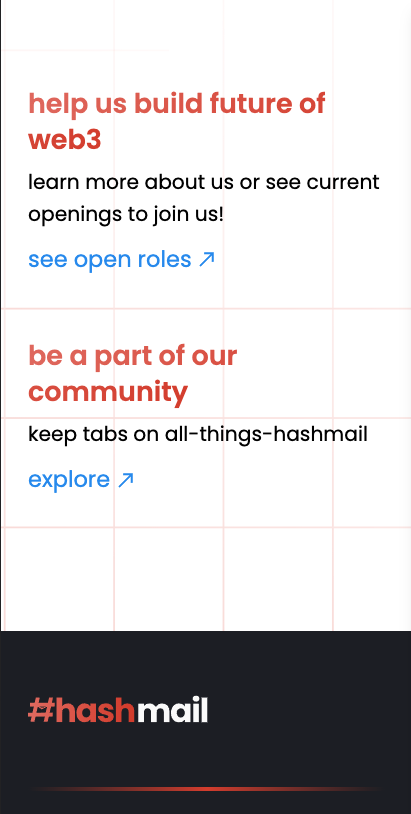 help us build future of
web3
learn more about us or see current
openings to join us!
see open roles ↗
be a part of our
community
keep tabs on all-things-hashmail
explore ↗
#hashmail